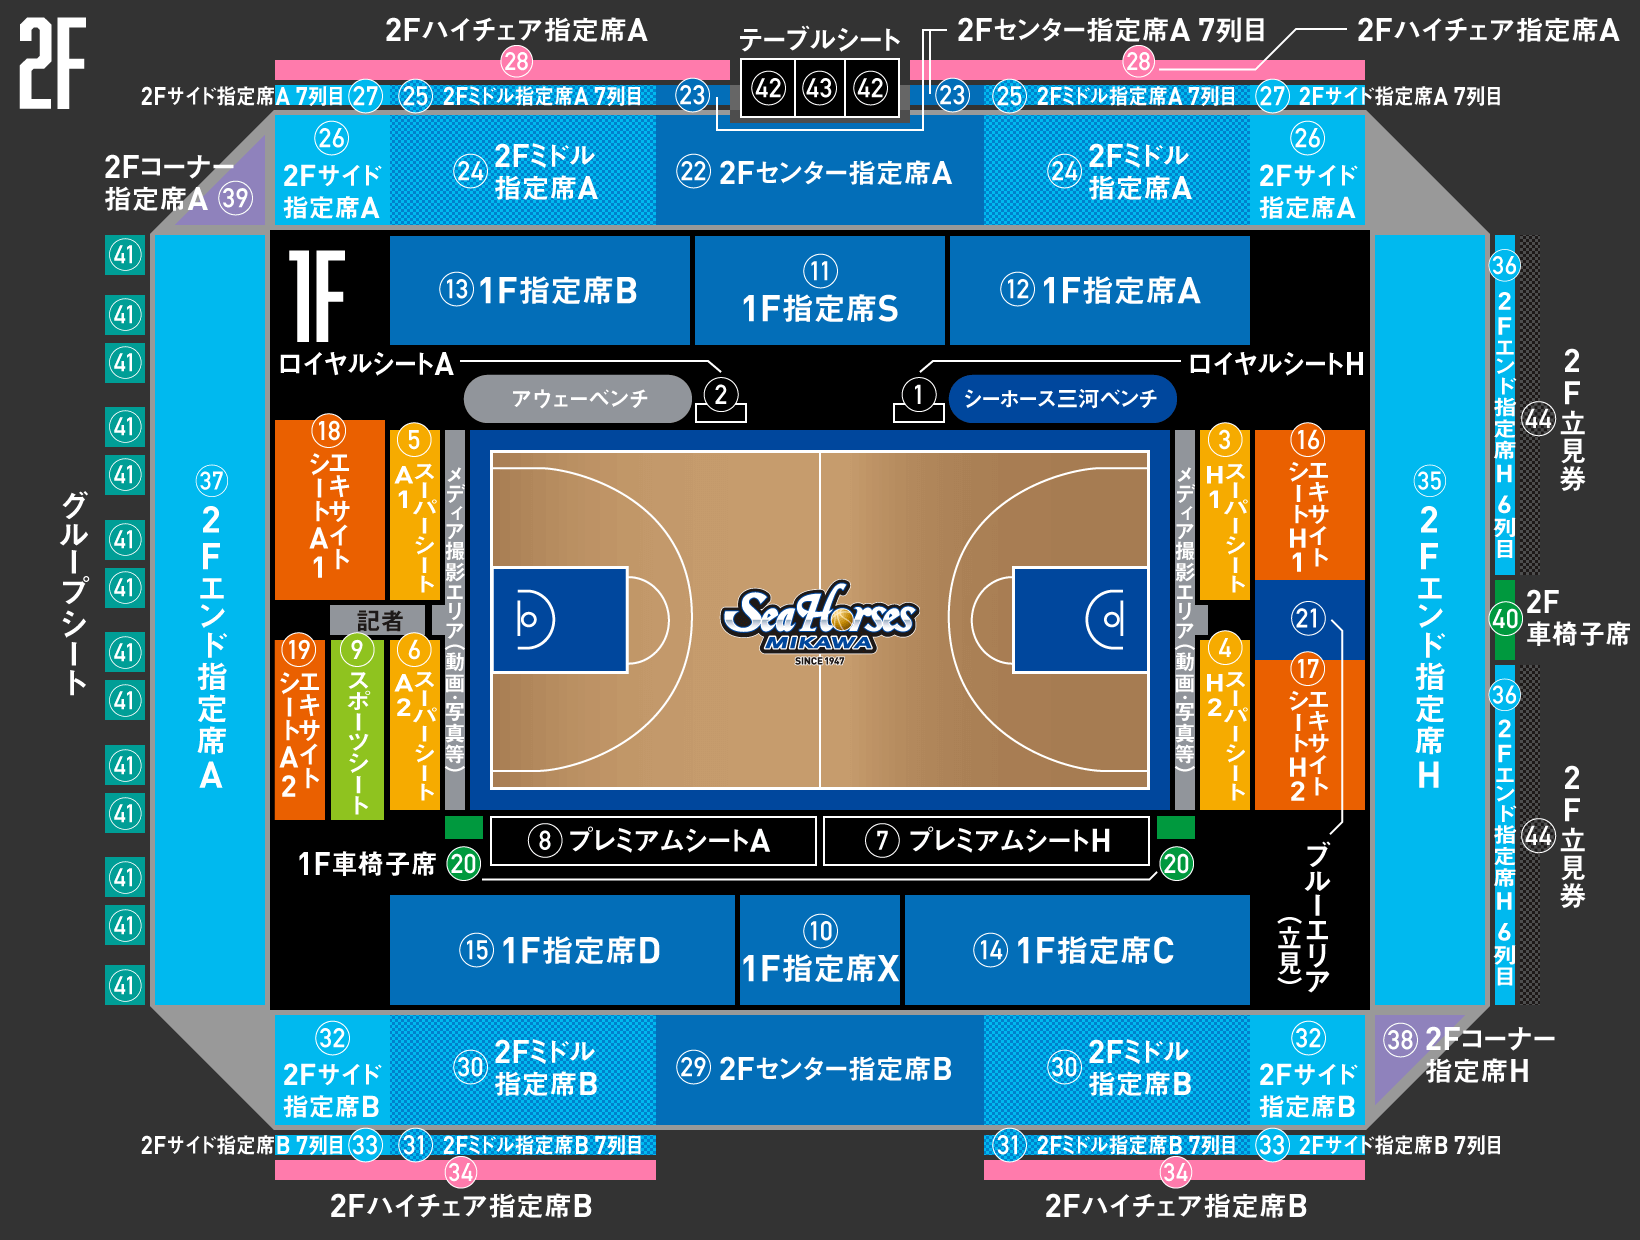 2F
2Fハイチェア指定席A
28
テーブルシート
42
43
42
2Fセンター指定席A 7列目
28
2Fハイチェア指定席A
2Fサイド指定席A 7列目
27
25
2Fミドル指定席A 7列目
23
23
25
2Fミドル指定席A 7列目
27
2Fサイド指定席A 7列目
2Fコーナー
指定席A
39
26
2Fサイド
指定席A
24
2Fミドル
指定席A
22
2Fセンター指定席A
24
2Fミドル
指定席A
26
2Fサイド
指定席A
1F
13
1F指定席B
11
1F指定席S
12
1F指定席A
ロイヤルシートA
2
1
ロイヤルシートH
アウェーベンチ
シーホース三河ベンチ
グループシート
41
41
41
41
41
41
41
41
41
41
41
41
41
41
37
2Fエンド指定席A
18
エキサイト
シートA1
5
スーパーシート
A1
メディア撮影エリア(動画・写真等)
記者
19
エキサイト
シートA2
9
スポーツシート
6
スーパーシート
A2
SeaHorses
MIKAWA
SINCE 1947
メディア撮影エリア(動画・写真等)
3
スーパーシート
H1
16
エキサイト
シートH1
21
4
スーパーシート
H2
17
エキサイト
シートH2
ブルーエリア
(立見)
35
2Fエンド指定席H
36
2Fエンド指定席H 6列目
44
2F立見券
40
2F
車椅子席
36
2Fエンド指定席H 6列目
44
2F立見券
1F車椅子席
20
8
プレミアムシートA
7
プレミアムシートH
20
15
1F指定席D
10
1F指定席X
14
1F指定席C
32
2Fサイド
指定席B
30
2Fミドル
指定席B
29
2Fセンター指定席B
30
2Fミドル
指定席B
32
2Fサイド
指定席B
38
2Fコーナー
指定席H
2Fサイド指定席B 7列目
33
31
2Fミドル指定席B 7列目
31
2Fミドル指定席B 7列目
33
2Fサイド指定席B 7列目
34
2Fハイチェア指定席B
34
2Fハイチェア指定席B